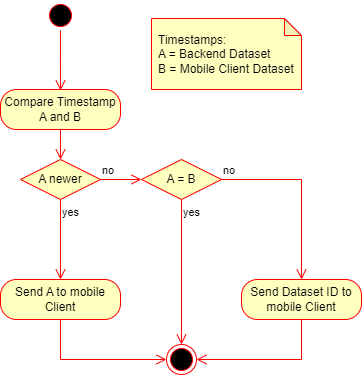 Timestamps:
A = Backend Dataset
B = Mobile Client Dataset
Compare Timestamp
A and B
A newer
no
A = B
no
yes
yes
Send A to mobile
Client
Send Dataset ID to
mobile Client